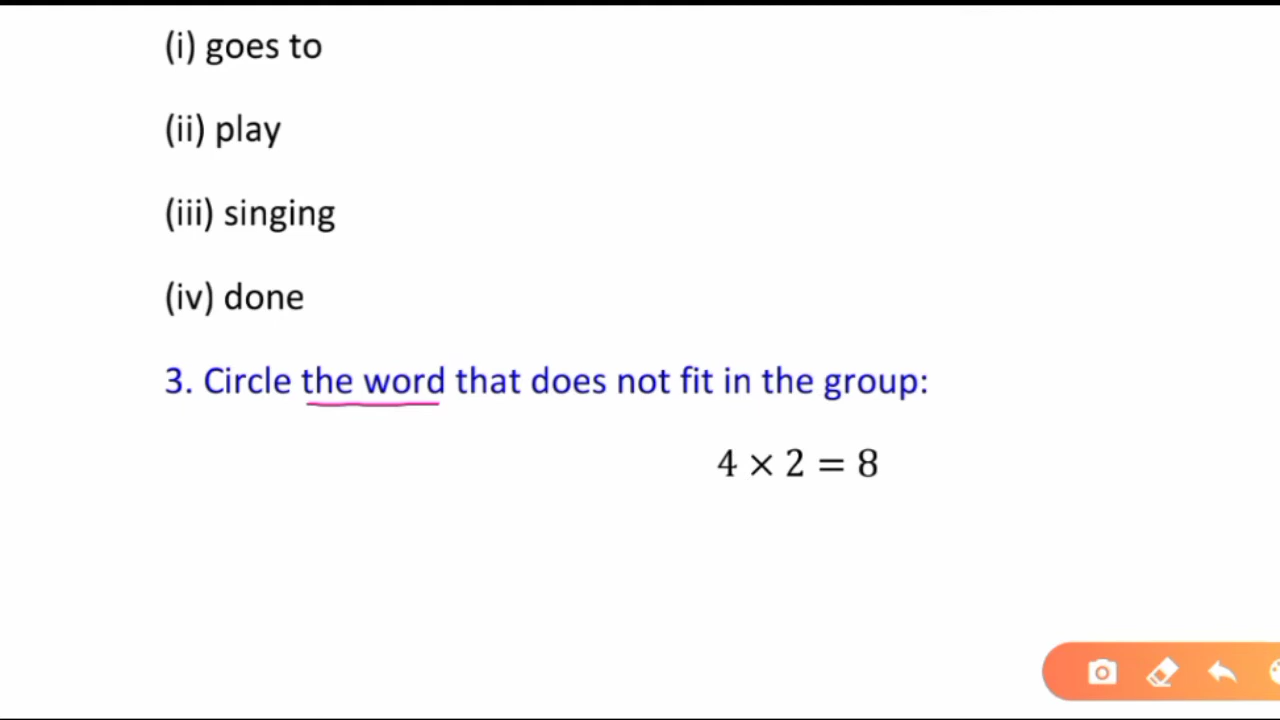 (i) goes to
(ii) play
(iii) singing
(iv) done
3. Circle the word that does not fit in the group:
4 × 2 = 8